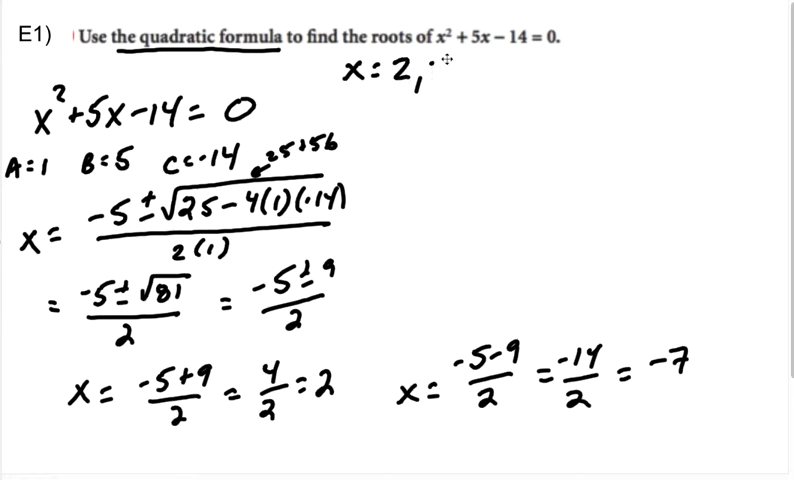 E1) Use the quadratic formula to find the roots of x² + 5x − 14 = 0.
x = 2, -
x² + 5x - 14 = 0
A = 1 B = 5 C = -14 25+56
x = (-5 ± √(25 - 4(1)(-14))) / 2(1)
= (-5 ± √81) / 2 = (-5 ± 9) / 2
x = (-5+9) / 2 = 4/2 = 2 x = (-5-9) / 2 = -14/2 = -7